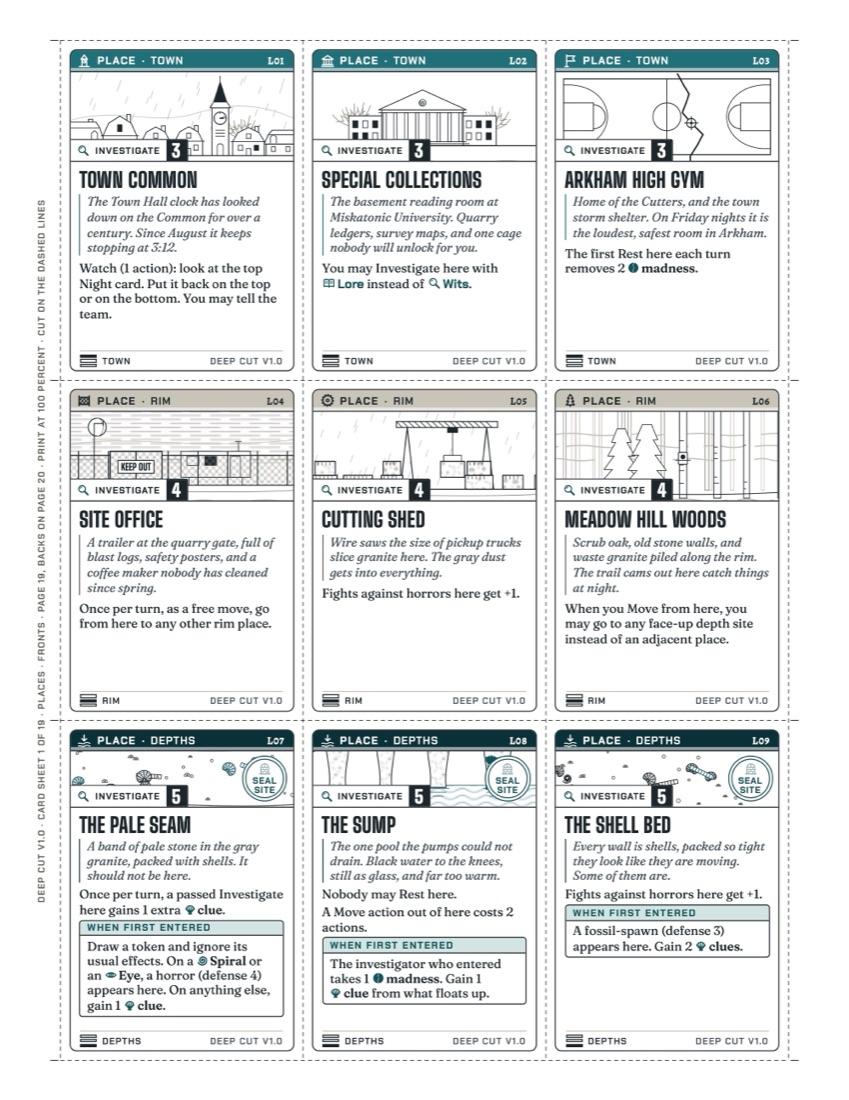 PLACE · TOWN L01
INVESTIGATE 3
TOWN COMMON
The Town Hall clock has looked
down on the Common for over a
century. Since August it keeps
stopping at 3:12.
Watch (1 action): look at the top
Night card. Put it back on the top
or on the bottom. You may tell the
team.
TOWN DEEP CUT V1.0
PLACE · TOWN L02
INVESTIGATE 3
SPECIAL COLLECTIONS
The basement reading room at
Miskatonic University. Quarry
ledgers, survey maps, and one cage
nobody will unlock for you.
You may Investigate here with
Lore instead of Wits.
TOWN DEEP CUT V1.0
PLACE · TOWN L03
INVESTIGATE 3
ARKHAM HIGH GYM
Home of the Cutters, and the town
storm shelter. On Friday nights it is
the loudest, safest room in Arkham.
The first Rest here each turn
removes 2 madness.
TOWN DEEP CUT V1.0
PLACE · RIM L04
KEEP OUT
INVESTIGATE 4
SITE OFFICE
A trailer at the quarry gate, full of
blast logs, safety posters, and a
coffee maker nobody has cleaned
since spring.
Once per turn, as a free move, go
from here to any other rim place.
RIM DEEP CUT V1.0
PLACE · RIM L05
INVESTIGATE 4
CUTTING SHED
Wire saws the size of pickup trucks
slice granite here. The gray dust
gets into everything.
Fights against horrors here get +1.
RIM DEEP CUT V1.0
PLACE · RIM L06
INVESTIGATE 4
MEADOW HILL WOODS
Scrub oak, old stone walls, and
waste granite piled along the rim.
The trail cams out here catch things
at night.
When you Move from here, you
may go to any face-up depth site
instead of an adjacent place.
RIM DEEP CUT V1.0
PLACE · DEPTHS L07
SEAL
SITE
INVESTIGATE 5
THE PALE SEAM
A band of pale stone in the gray
granite, packed with shells. It
should not be here.
Once per turn, a passed Investigate
here gains 1 extra clue.
WHEN FIRST ENTERED
Draw a token and ignore its
usual effects. On a Spiral or
an Eye, a horror (defense 4)
appears here. On anything else,
gain 1 clue.
DEPTHS DEEP CUT V1.0
PLACE · DEPTHS L08
SEAL
SITE
INVESTIGATE 5
THE SUMP
The one pool the pumps could not
drain. Black water to the knees,
still as glass, and far too warm.
Nobody may Rest here.
A Move action out of here costs 2
actions.
WHEN FIRST ENTERED
The investigator who entered
takes 1 madness. Gain 1
clue from what floats up.
DEPTHS DEEP CUT V1.0
PLACE · DEPTHS L09
SEAL
SITE
INVESTIGATE 5
THE SHELL BED
Every wall is shells, packed so tight
they look like they are moving.
Some of them are.
Fights against horrors here get +1.
WHEN FIRST ENTERED
A fossil-spawn (defense 3)
appears here. Gain 2 clues.
DEPTHS DEEP CUT V1.0
DEEP CUT V1.0 · CARD SHEET 1 OF 19 · PLACES · FRONTS · PAGE 19, BACKS ON PAGE 20 · PRINT AT 100 PERCENT · CUT ON THE DASHED LINES